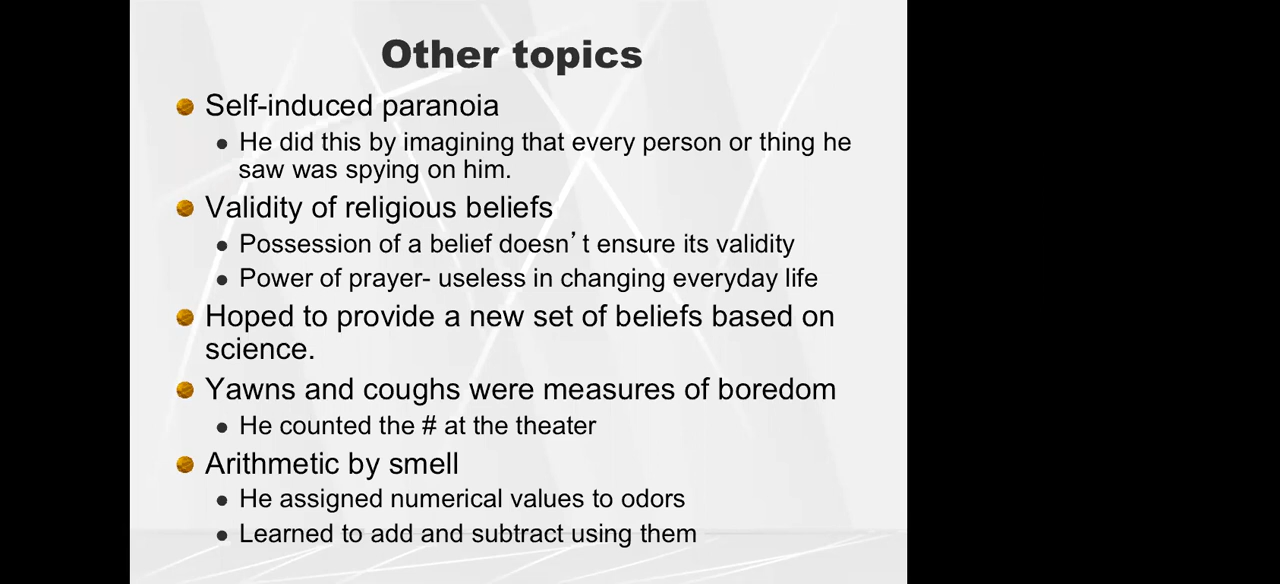 Other topics
Self-induced paranoia
He did this by imagining that every person or thing he
saw was spying on him.
Validity of religious beliefs
Possession of a belief doesn’t ensure its validity
Power of prayer- useless in changing everyday life
Hoped to provide a new set of beliefs based on
science.
Yawns and coughs were measures of boredom
He counted the # at the theater
Arithmetic by smell
He assigned numerical values to odors
Learned to add and subtract using them